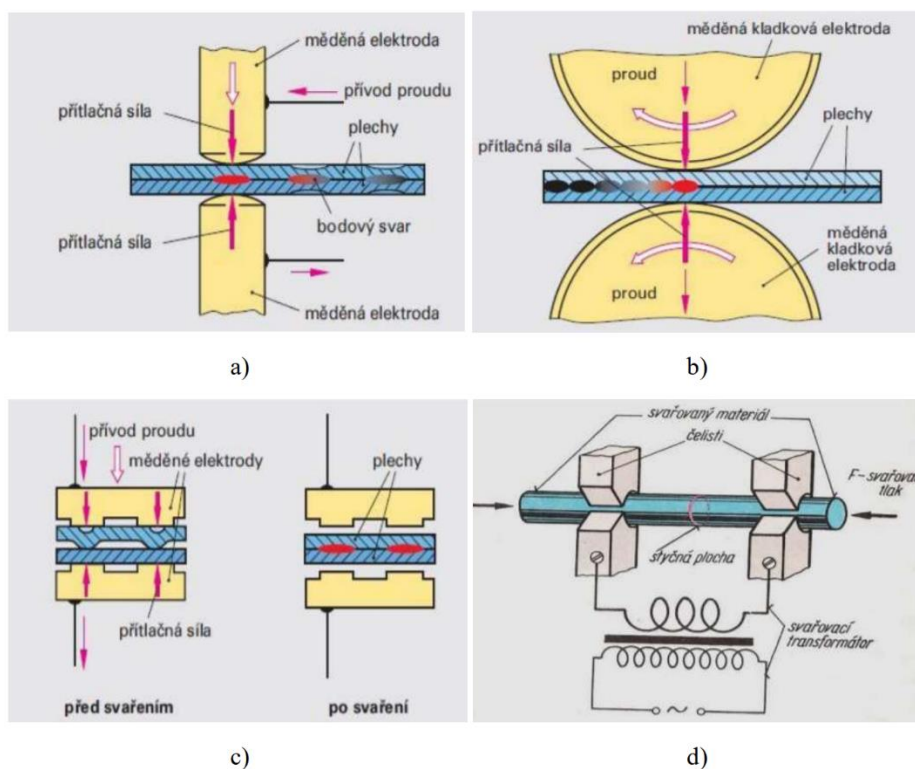 měděná elektroda
přívod proudu
přítlačná síla
plechy
bodový svar
přítlačná síla
měděná elektroda
a)
měděná kladková elektroda
proud
přítlačná síla
plechy
měděná
kladková
elektroda
proud
b)
přívod proudu
měděné elektrody
plechy
přítlačná síla
před svařením
po svaření
c)
svařovaný materiál
čelisti
F-svařova
tlak
styčná plocha
svařovací
transformátor
d)